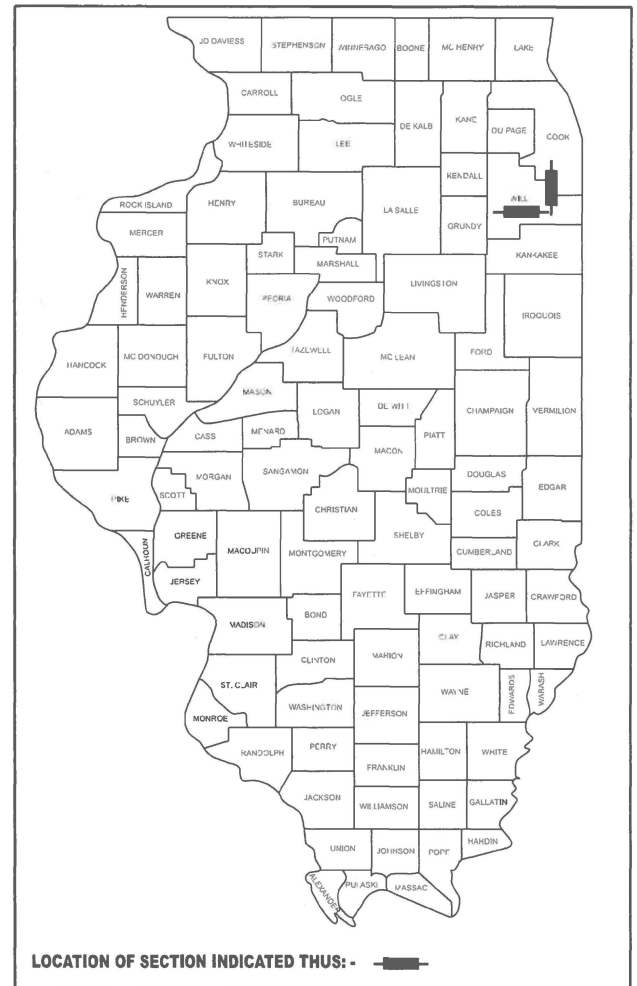 JO DAVIESS STEPHENSON WINNEBAGO BOONE MC HENRY LAKE
CARROLL OGLE DE KALB KANE DU PAGE COOK
WHITESIDE LEE KENDALL WILL
ROCK ISLAND HENRY BUREAU LA SALLE GRUNDY
MERCER PUTNAM KANKAKEE
HENDERSON WARREN KNOX STARK MARSHALL LIVINGSTON
PEORIA WOODFORD IROQUOIS
HANCOCK MC DONOUGH FULTON TAZEWELL MC LEAN FORD
MASON
SCHUYLER LOGAN DE WITT CHAMPAIGN VERMILION
ADAMS BROWN CASS MENARD PIATT
MACON
MORGAN SANGAMON DOUGLAS
PIKE SCOTT MOULTRIE EDGAR
CHRISTIAN COLES
GREENE SHELBY
CALHOUN MACOUPIN MONTGOMERY CUMBERLAND CLARK
JERSEY
FAYETTE EFFINGHAM JASPER CRAWFORD
MADISON BOND
CLAY RICHLAND LAWRENCE
CLINTON MARION
ST. CLAIR WAYNE EDWARDS WABASH
WASHINGTON JEFFERSON
MONROE
RANDOLPH PERRY HAMILTON WHITE
FRANKLIN
JACKSON WILLIAMSON SALINE GALLATIN
UNION JOHNSON POPE HARDIN
ALEXANDER PULASKI MASSAC
LOCATION OF SECTION INDICATED THUS: -